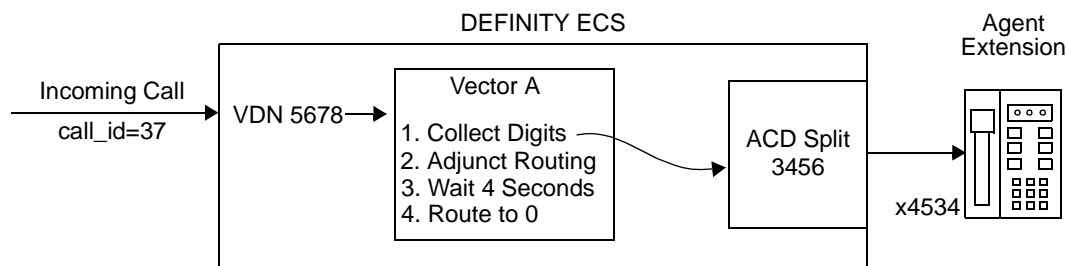 DEFINITY ECS
Agent
Extension
Incoming Call
call_id=37
VDN 5678
Vector A
1. Collect Digits
2. Adjunct Routing
3. Wait 4 Seconds
4. Route to 0
ACD Split
3456
x4534